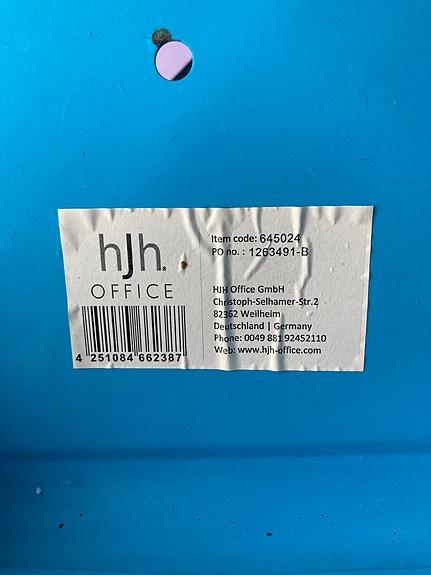 hJh®
OFFICE
4 251084 662387
Item code: 645024
PO no. : 1263491-B
HJH Office GmbH
Christoph-Selhamer-Str.2
82362 Weilheim
Deutschland | Germany
Phone: 0049 881 92452110
Web: www.hjh-office.com